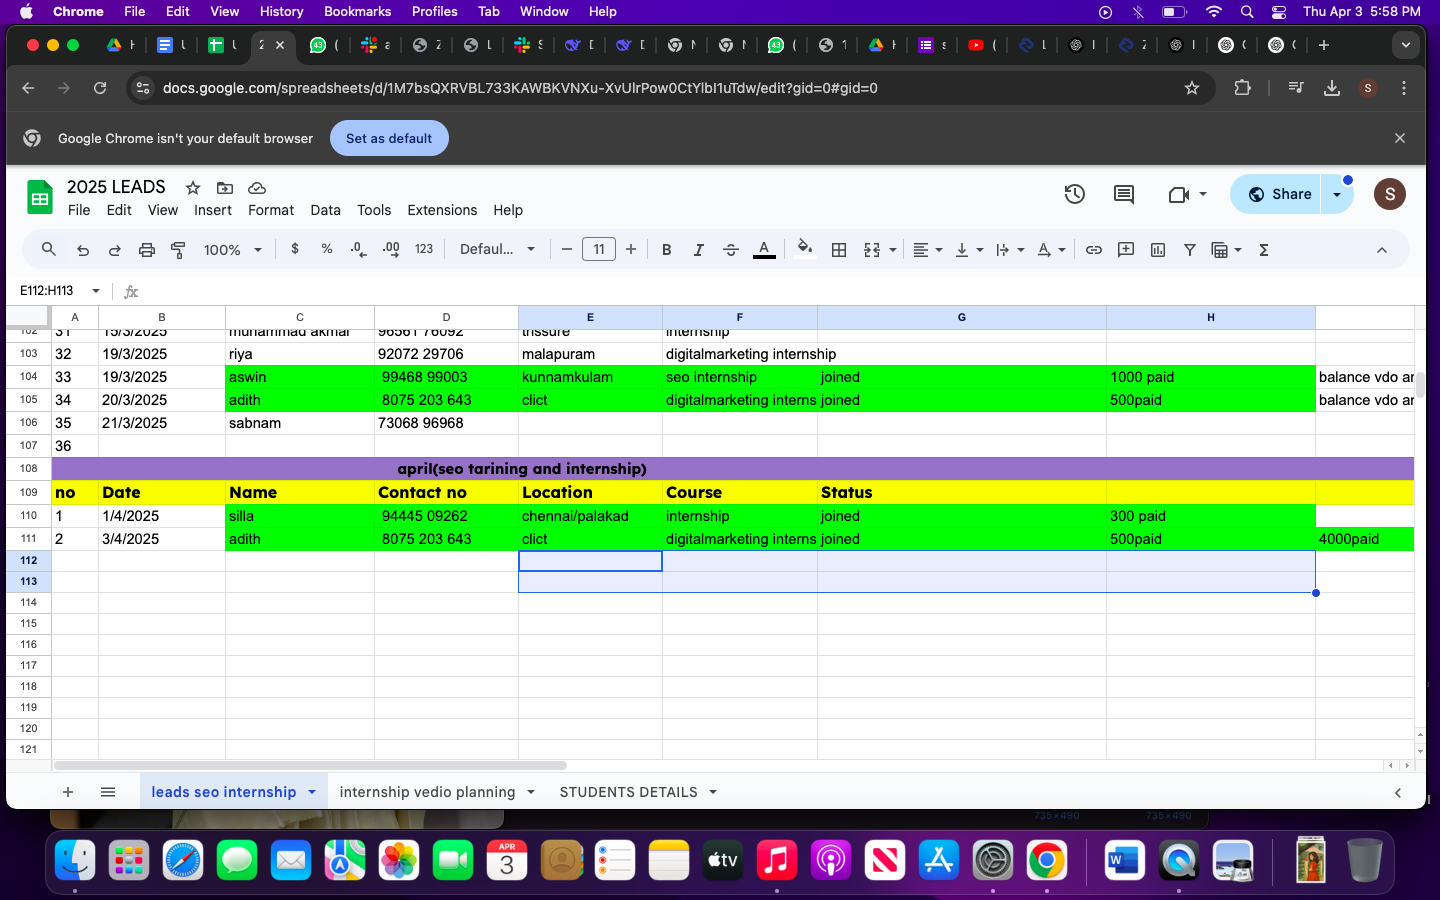 Chrome File Edit View History Bookmarks Profiles Tab Window Help Thu Apr 3 5:58 PM
docs.google.com/spreadsheets/d/1M7bsQXRVBL733KAWBKVNXu-XvUlrPow0CtYlbI1uTdw/edit?gid=0#gid=0 S
Google Chrome isn't your default browser Set as default
2025 LEADS
File Edit View Insert Format Data Tools Extensions Help
Share S
100% $ % .0 .00 123 Defaul... 11 B I A
E112:H113 fx
A B C D E F G H
102 31 15/3/2025 muhammad akmal 96561 76092 trissure internship
103 32 19/3/2025 riya 92072 29706 malapuram digitalmarketing internship
104 33 19/3/2025 aswin 99468 99003 kunnamkulam seo internship joined 1000 paid balance vdo ar
105 34 20/3/2025 adith 8075 203 643 clict digitalmarketing interns joined 500paid balance vdo ar
106 35 21/3/2025 sabnam 73068 96968
107 36
108 april(seo tarining and internship)
109 no Date Name Contact no Location Course Status
110 1 1/4/2025 silla 94445 09262 chennai/palakad internship joined 300 paid
111 2 3/4/2025 adith 8075 203 643 clict digitalmarketing interns joined 500paid 4000paid
112
113
114
115
116
117
118
119
120
121
leads seo internship internship vedio planning STUDENTS DETAILS
735×490 735×490
APR
3
tv
W